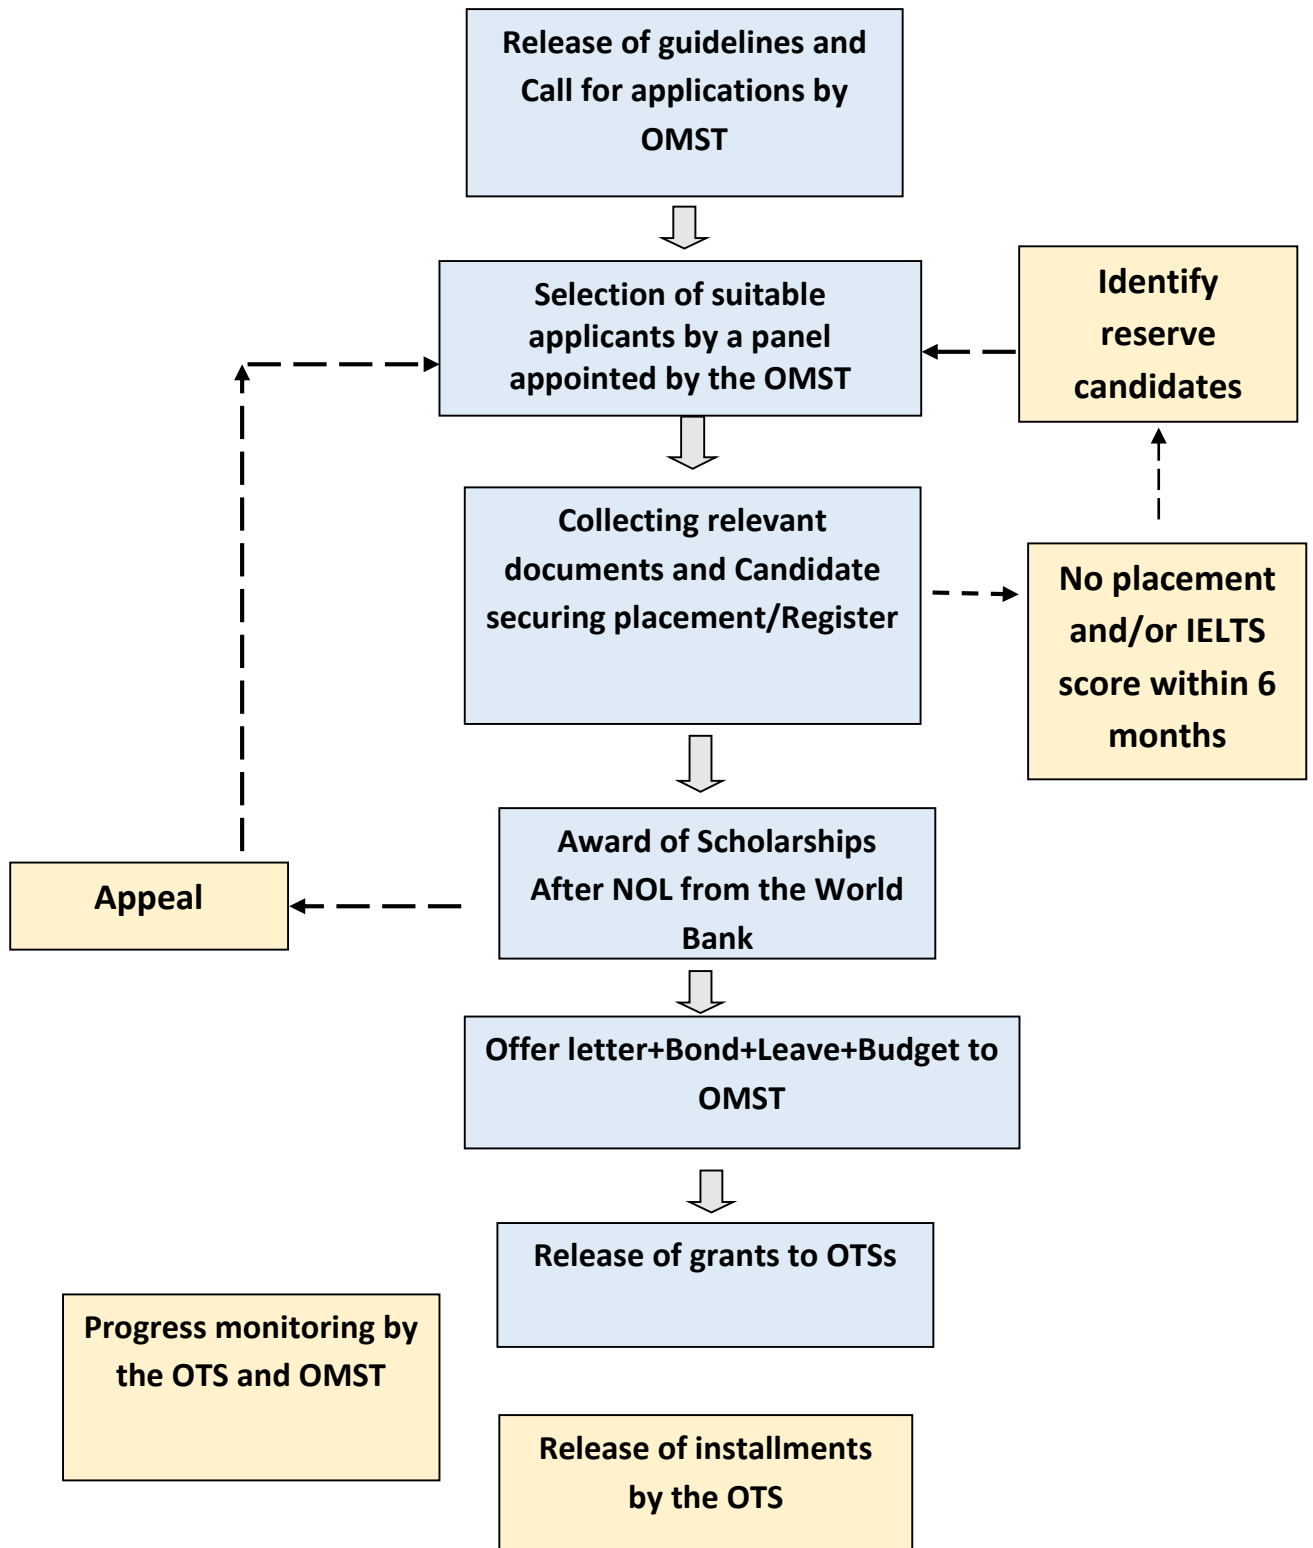 Release of guidelines and
Call for applications by
OMST
Selection of suitable
applicants by a panel
appointed by the OMST
Identify
reserve
candidates
Collecting relevant
documents and Candidate
securing placement/Register
No placement
and/or IELTS
score within 6
months
Award of Scholarships
After NOL from the World
Bank
Appeal
Offer letter+Bond+Leave+Budget to
OMST
Release of grants to OTSs
Progress monitoring by
the OTS and OMST
Release of installments
by the OTS